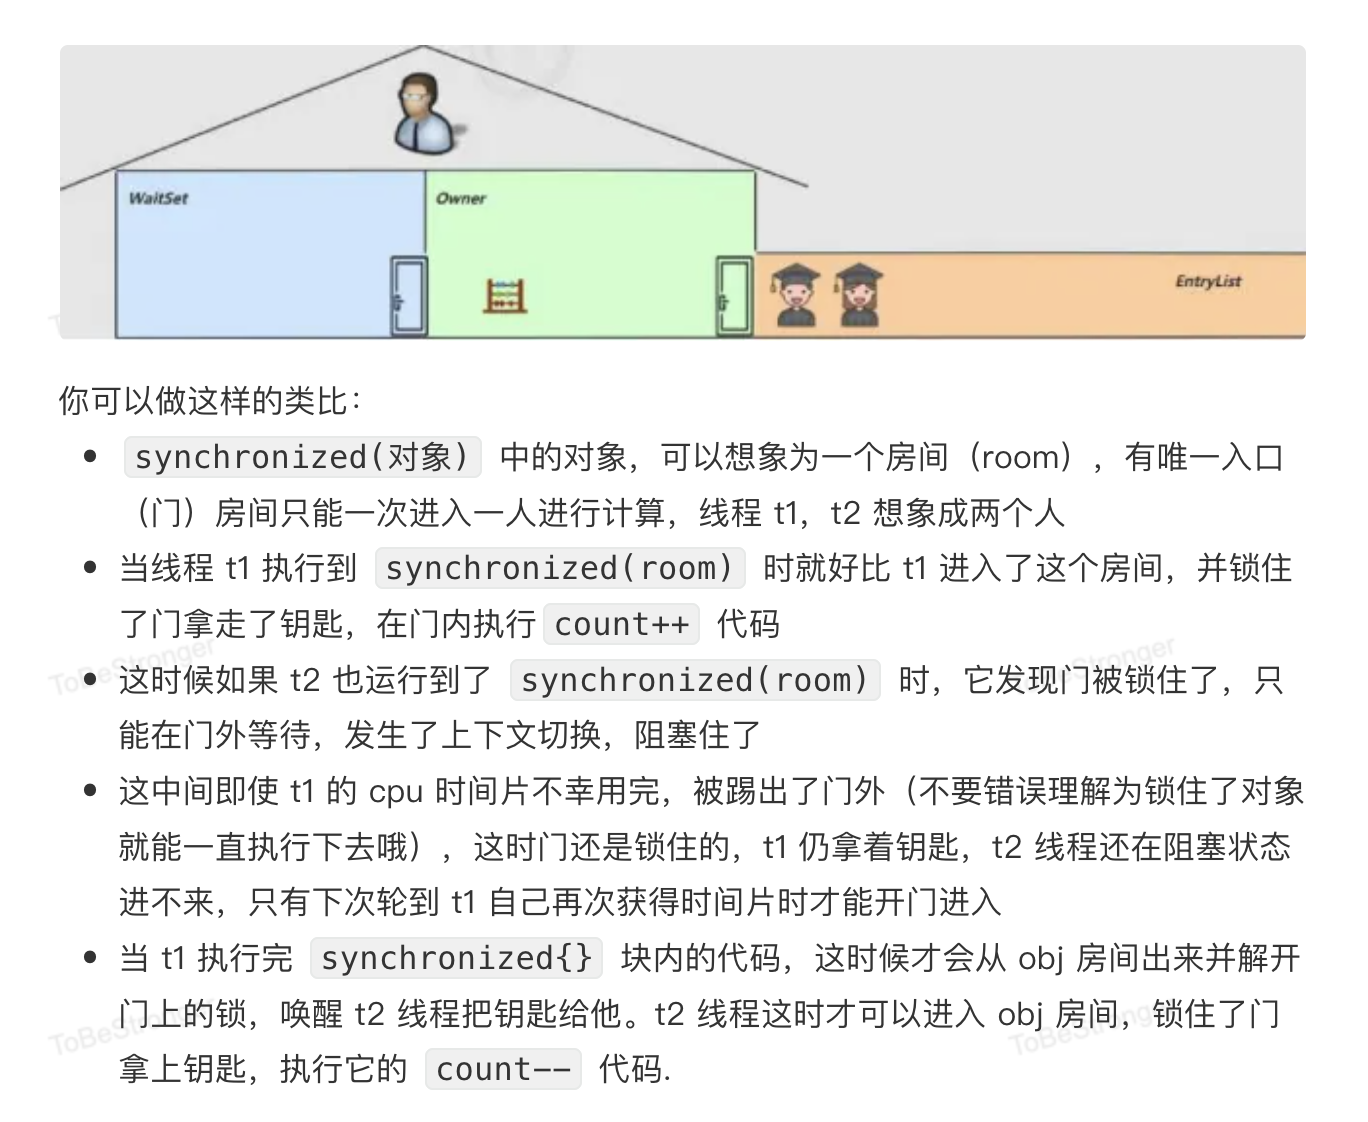 WaitSet
Owner
EntryList
你可以做这样的类比：
synchronized(对象) 中的对象，可以想象为一个房间（room），有唯一入口
（门）房间只能一次进入一人进行计算，线程 t1，t2 想象成两个人
当线程 t1 执行到 synchronized(room) 时就好比 t1 进入了这个房间，并锁住
了门拿走了钥匙，在门内执行 count++ 代码
这时候如果 t2 也运行到了 synchronized(room) 时，它发现门被锁住了，只
能在门外等待，发生了上下文切换，阻塞住了
这中间即使 t1 的 cpu 时间片不幸用完，被踢出了门外（不要错误理解为锁住了对象
就能一直执行下去哦），这时门还是锁住的，t1 仍拿着钥匙，t2 线程还在阻塞状态
进不来，只有下次轮到 t1 自己再次获得时间片时才能开门进入
当 t1 执行完 synchronized{} 块内的代码，这时候才会从 obj 房间出来并解开
门上的锁，唤醒 t2 线程把钥匙给他。t2 线程这时才可以进入 obj 房间，锁住了门
拿上钥匙，执行它的 count-- 代码.
ToBeStronger
ToBeStronger
ToBeStronger
ToBeStronger